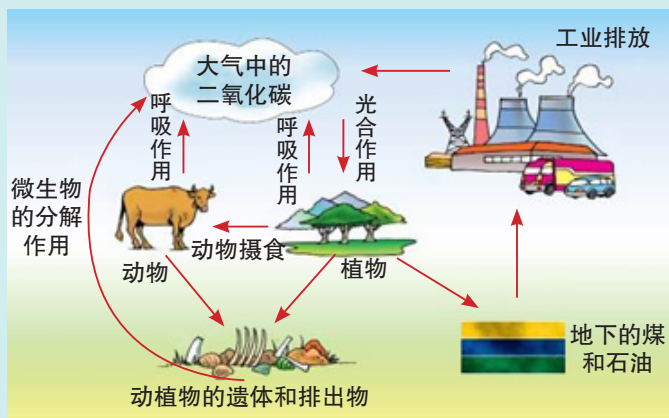 工业排放
大气中的
二氧化碳
呼吸作用
呼吸作用
光合作用
微生物
的分解
作用
动物摄食
动物
植物
地下的煤
和石油
动植物的遗体和排出物